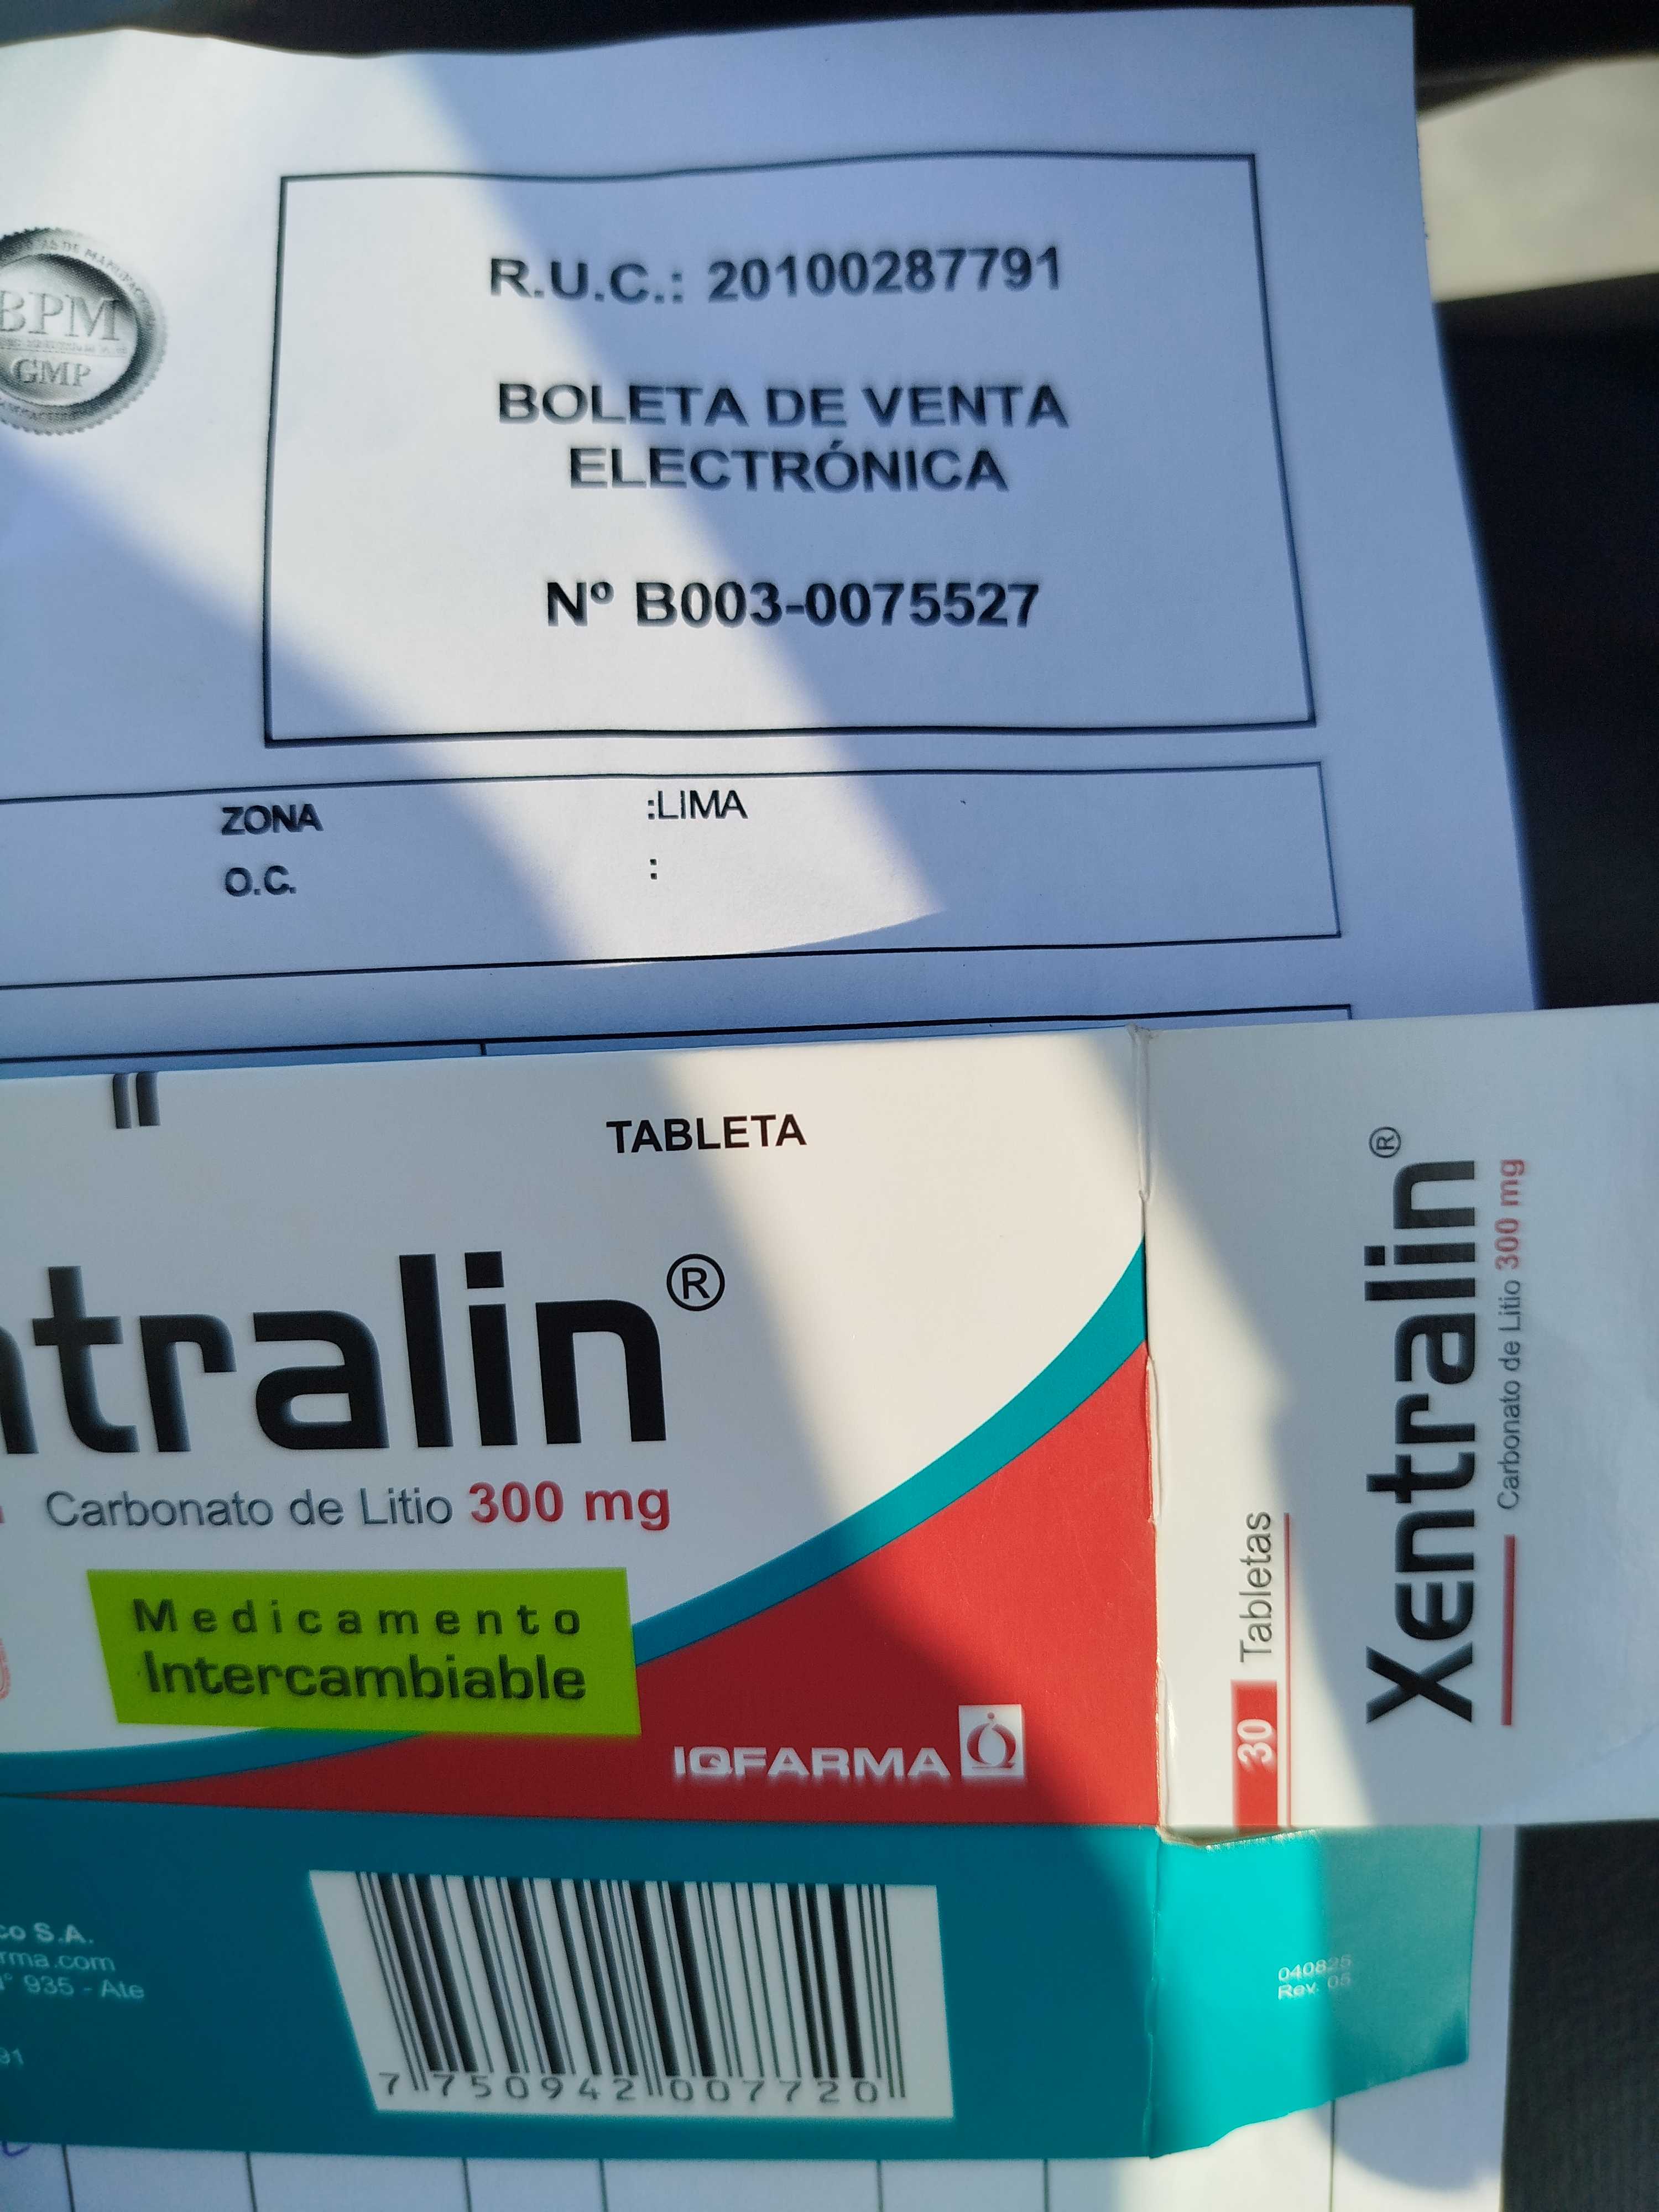 BPM
GMP
R.U.C.: 20100287791
BOLETA DE VENTA
ELECTRÓNICA
Nº B003-0075527
ZONA :LIMA
O.C. :
TABLETA
ntralin®
Carbonato de Litio 300 mg
Medicamento
Intercambiable
IQFARMA
30 Tabletas
Xentralin®
Carbonato de Litio 300 mg
co S.A.
rma.com
N° 935 - Ate
91
7 750942 007720
040825
Rev. 05